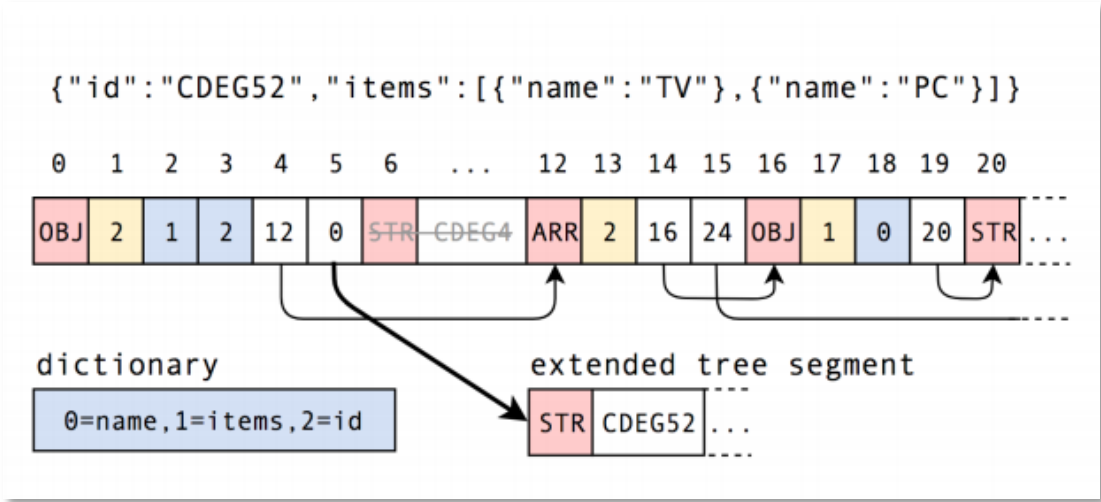 {"id":"CDEG52","items":[{"name":"TV"},{"name":"PC"}]}
0 1 2 3 4 5 6 ... 12 13 14 15 16 17 18 19 20
OBJ 2 1 2 12 0 STR CDEG4 ARR 2 16 24 OBJ 1 0 20 STR ...
dictionary
extended tree segment
0=name,1=items,2=id
STR CDEG52 ...